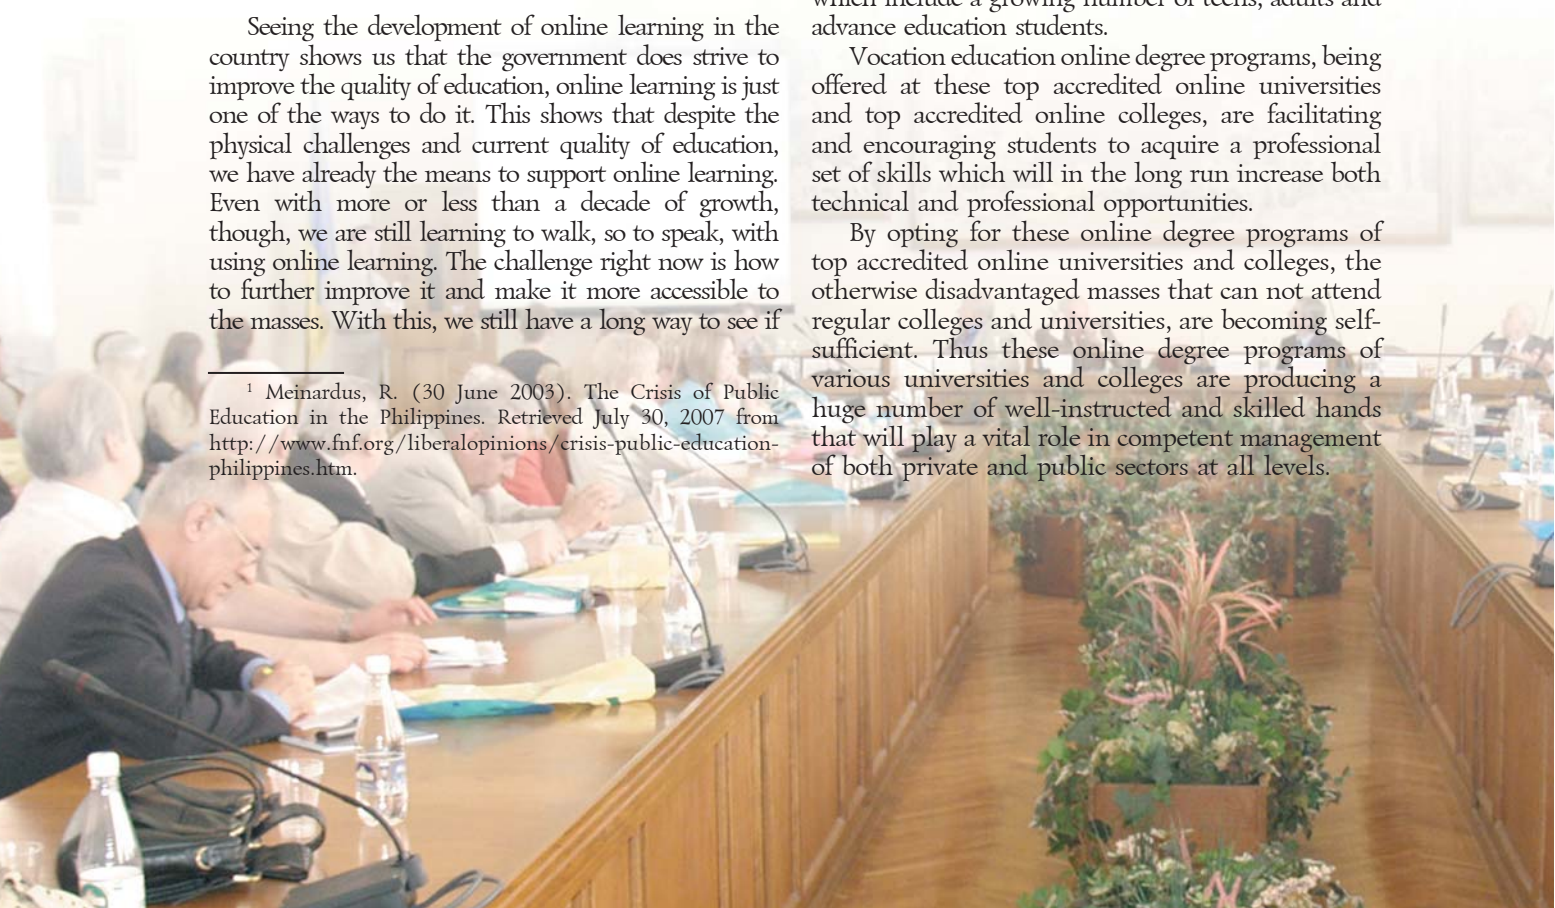 Seeing the development of online learning in the
country shows us that the government does strive to
improve the quality of education, online learning is just
one of the ways to do it. This shows that despite the
physical challenges and current quality of education,
we have already the means to support online learning.
Even with more or less than a decade of growth,
though, we are still learning to walk, so to speak, with
using online learning. The challenge right now is how
to further improve it and make it more accessible to
the masses. With this, we still have a long way to see if
1 Meinardus, R. (30 June 2003). The Crisis of Public
Education in the Philippines. Retrieved July 30, 2007 from
http://www.fnf.org/liberalopinions/crisis-public-education-
philippines.htm.
which include a growing number of teens, adults and
advance education students.
Vocation education online degree programs, being
offered at these top accredited online universities
and top accredited online colleges, are facilitating
and encouraging students to acquire a professional
set of skills which will in the long run increase both
technical and professional opportunities.
By opting for these online degree programs of
top accredited online universities and colleges, the
otherwise disadvantaged masses that can not attend
regular colleges and universities, are becoming self-
sufficient. Thus these online degree programs of
various universities and colleges are producing a
huge number of well-instructed and skilled hands
that will play a vital role in competent management
of both private and public sectors at all levels.